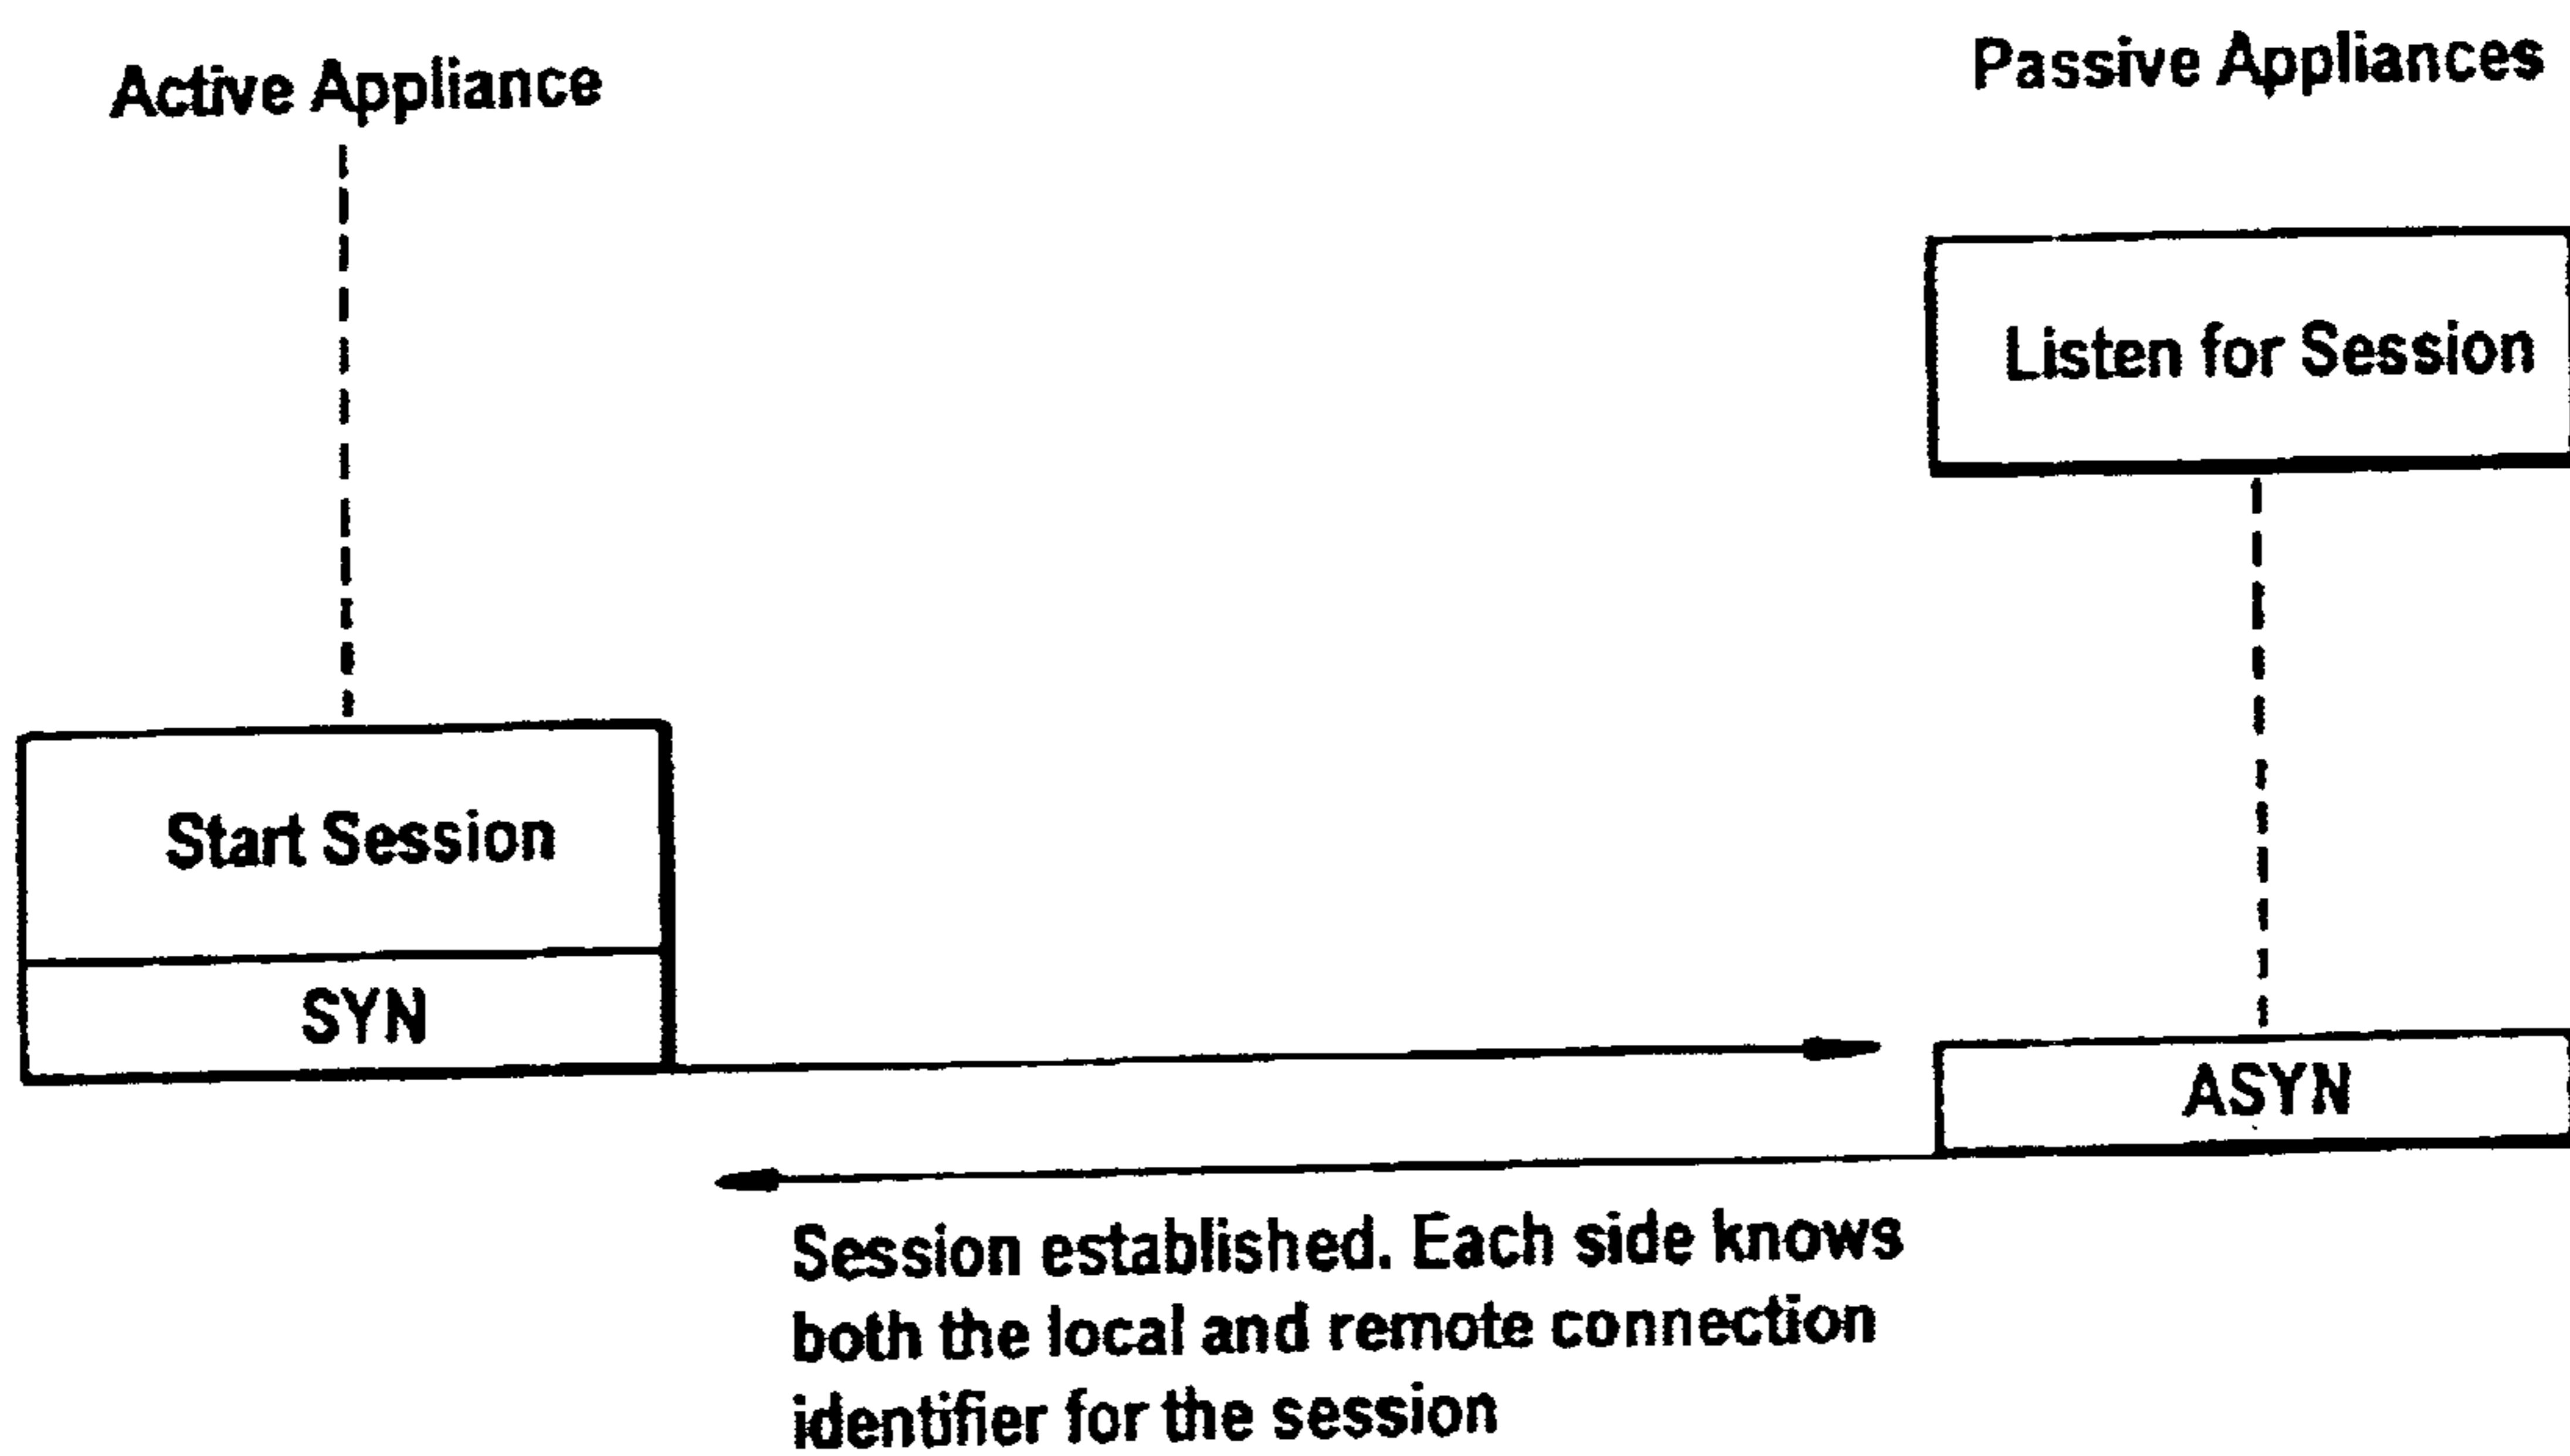 Active Appliance
Passive Appliances
Listen for Session
Start Session
SYN
ASYN
Session established. Each side knows
both the local and remote connection
identifier for the session